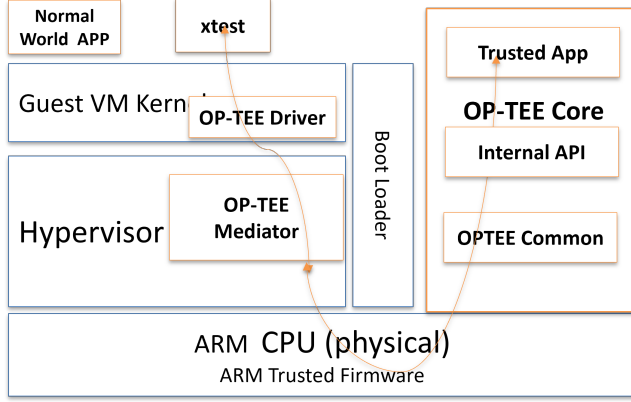 Normal
World APP
xtest
Trusted App
Guest VM Kernel
OP-TEE Driver
OP-TEE Core
Internal API
Boot Loader
Hypervisor
OP-TEE
Mediator
OPTEE Common
ARM CPU (physical)
ARM Trusted Firmware